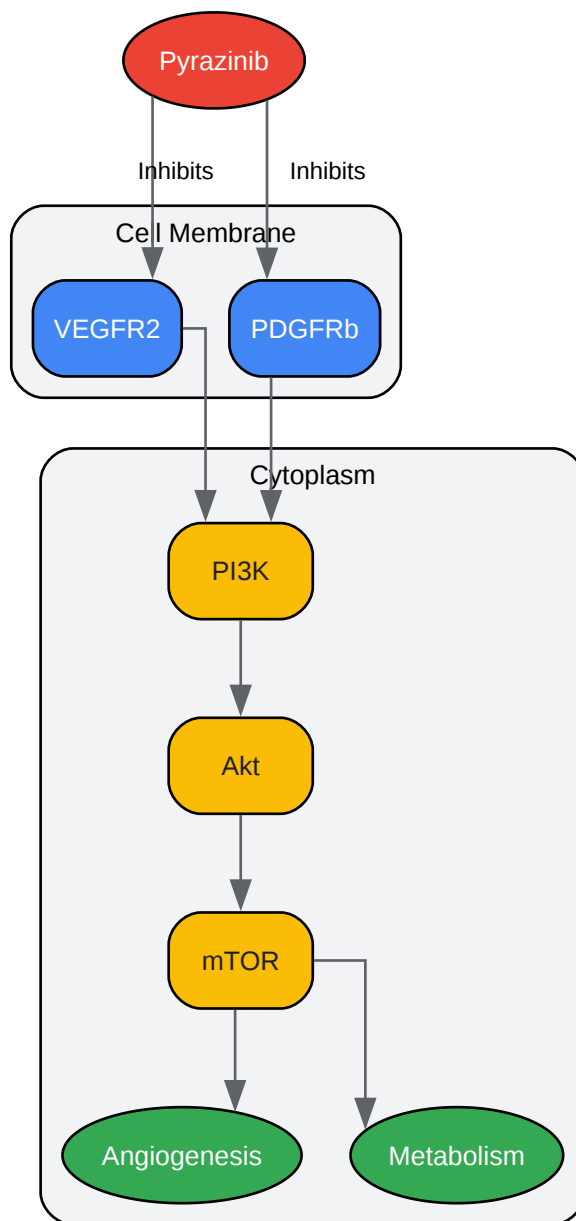 Pyrazinib
Inhibits
Inhibits
Cell Membrane
VEGFR2
PDGFRb
Cytoplasm
PI3K
Akt
mTOR
Angiogenesis
Metabolism